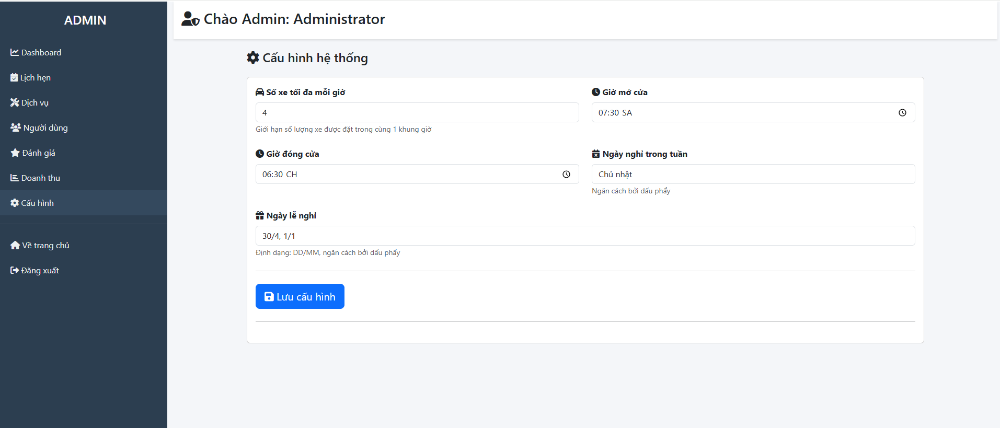 ADMIN
Dashboard
Lịch hẹn
Dịch vụ
Người dùng
Đánh giá
Doanh thu
Cấu hình
Về trang chủ
Đăng xuất
Chào Admin: Administrator
Cấu hình hệ thống
Số xe tối đa mỗi giờ
4
Giới hạn số lượng xe được đặt trong cùng 1 khung giờ
Giờ mở cửa
07:30 SA
Giờ đóng cửa
06:30 CH
Ngày nghỉ trong tuần
Chủ nhật
Ngăn cách bởi dấu phẩy
Ngày lễ nghỉ
30/4, 1/1
Định dạng: DD/MM, ngăn cách bởi dấu phẩy
Lưu cấu hình